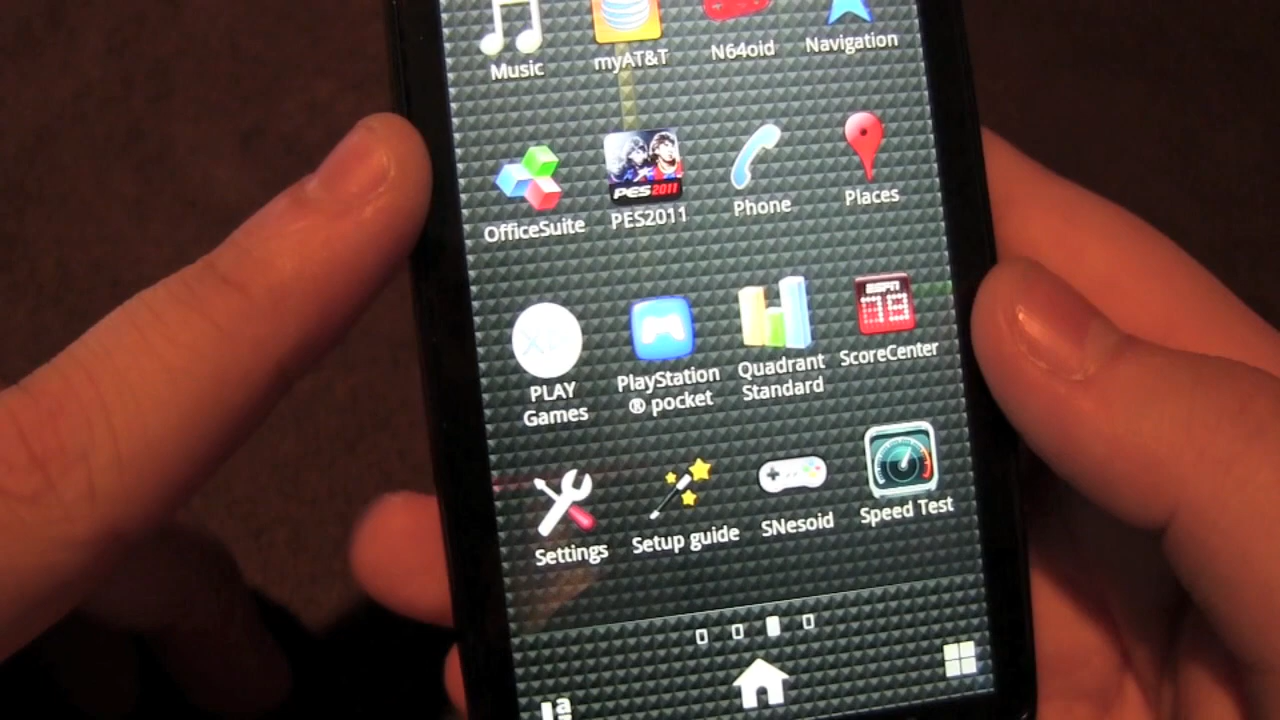 Music
myAT&T
N64oid
Navigation
PES2011
OfficeSuite
PES2011
Phone
Places
ESPN
PLAY
Games
PlayStation
® pocket
Quadrant
Standard
ScoreCenter
Settings
Setup guide
SNesoid
Speed Test
a